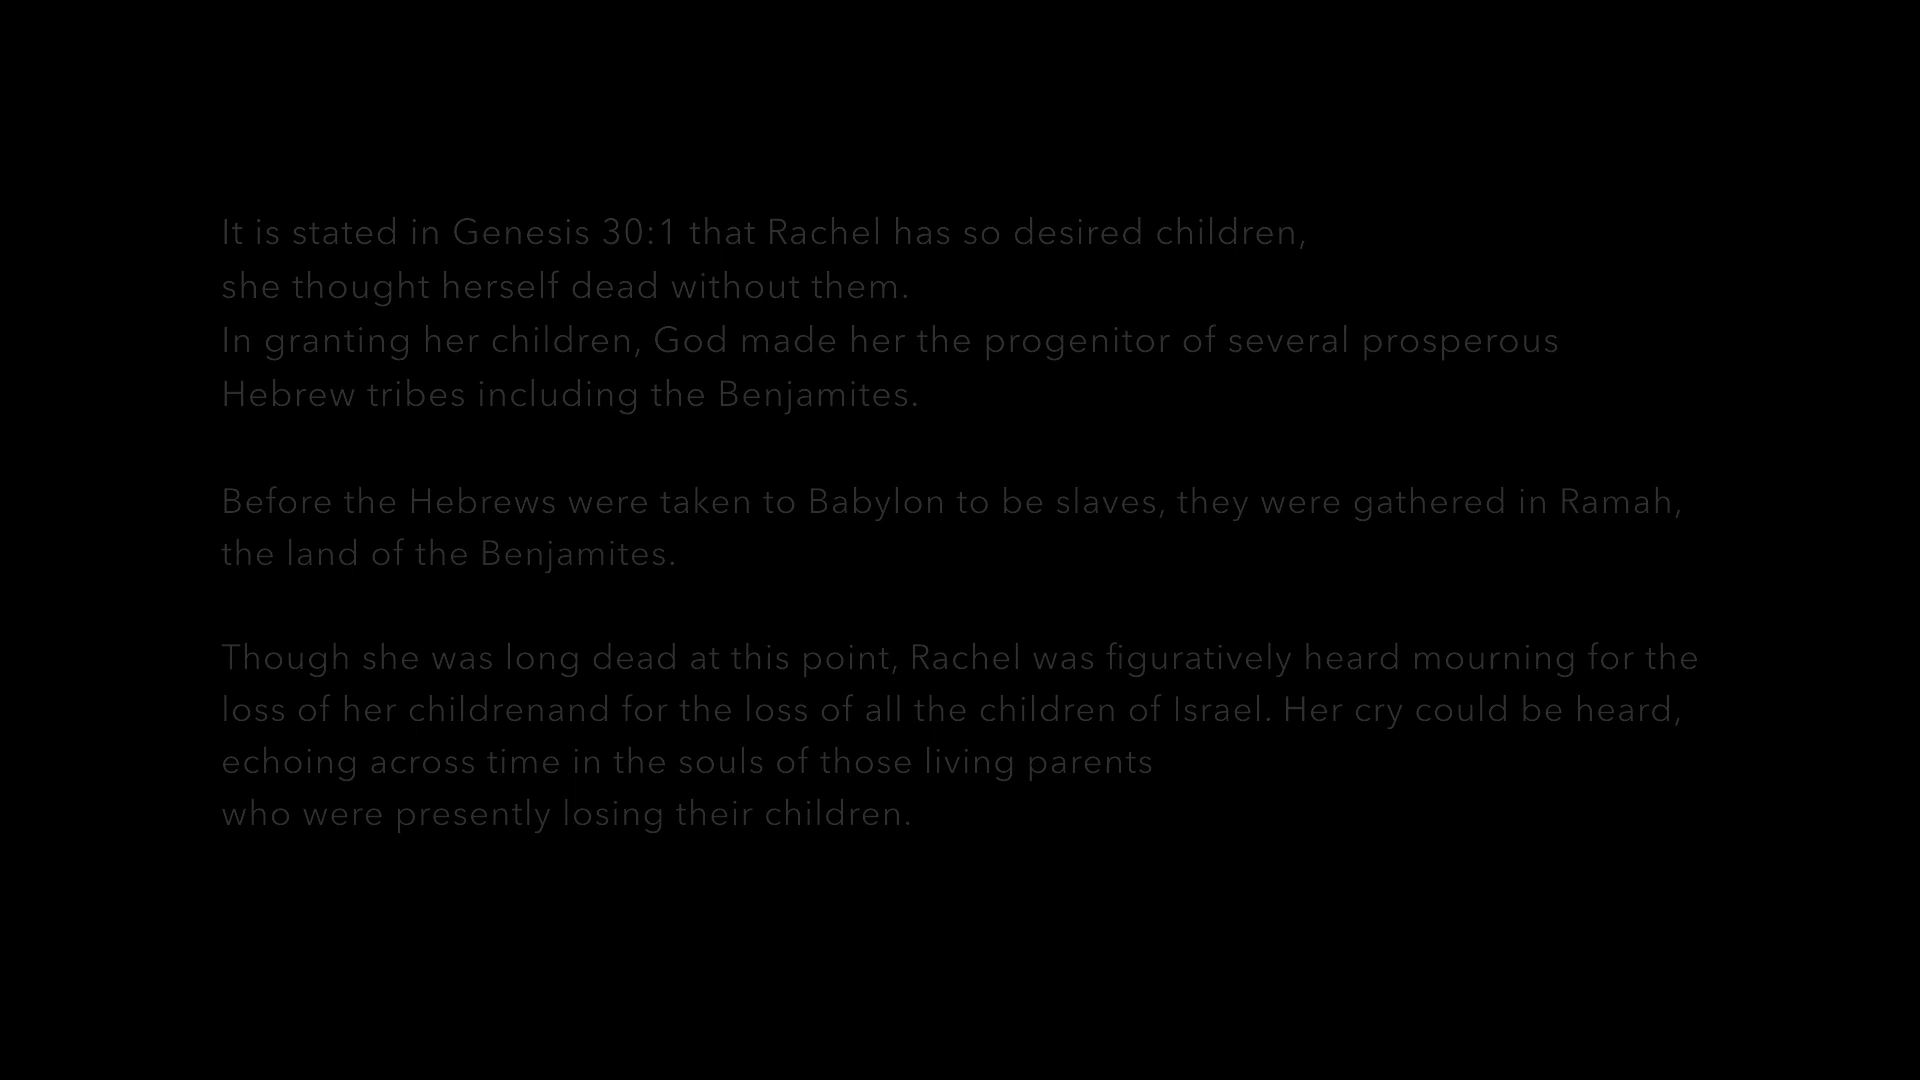 It is stated in Genesis 30:1 that Rachel has so desired children,
she thought herself dead without them.
In granting her children, God made her the progenitor of several prosperous
Hebrew tribes including the Benjamites.
Before the Hebrews were taken to Babylon to be slaves, they were gathered in Ramah,
the land of the Benjamites.
Though she was long dead at this point, Rachel was figuratively heard mourning for the
loss of her childrenand for the loss of all the children of Israel. Her cry could be heard,
echoing across time in the souls of those living parents
who were presently losing their children.